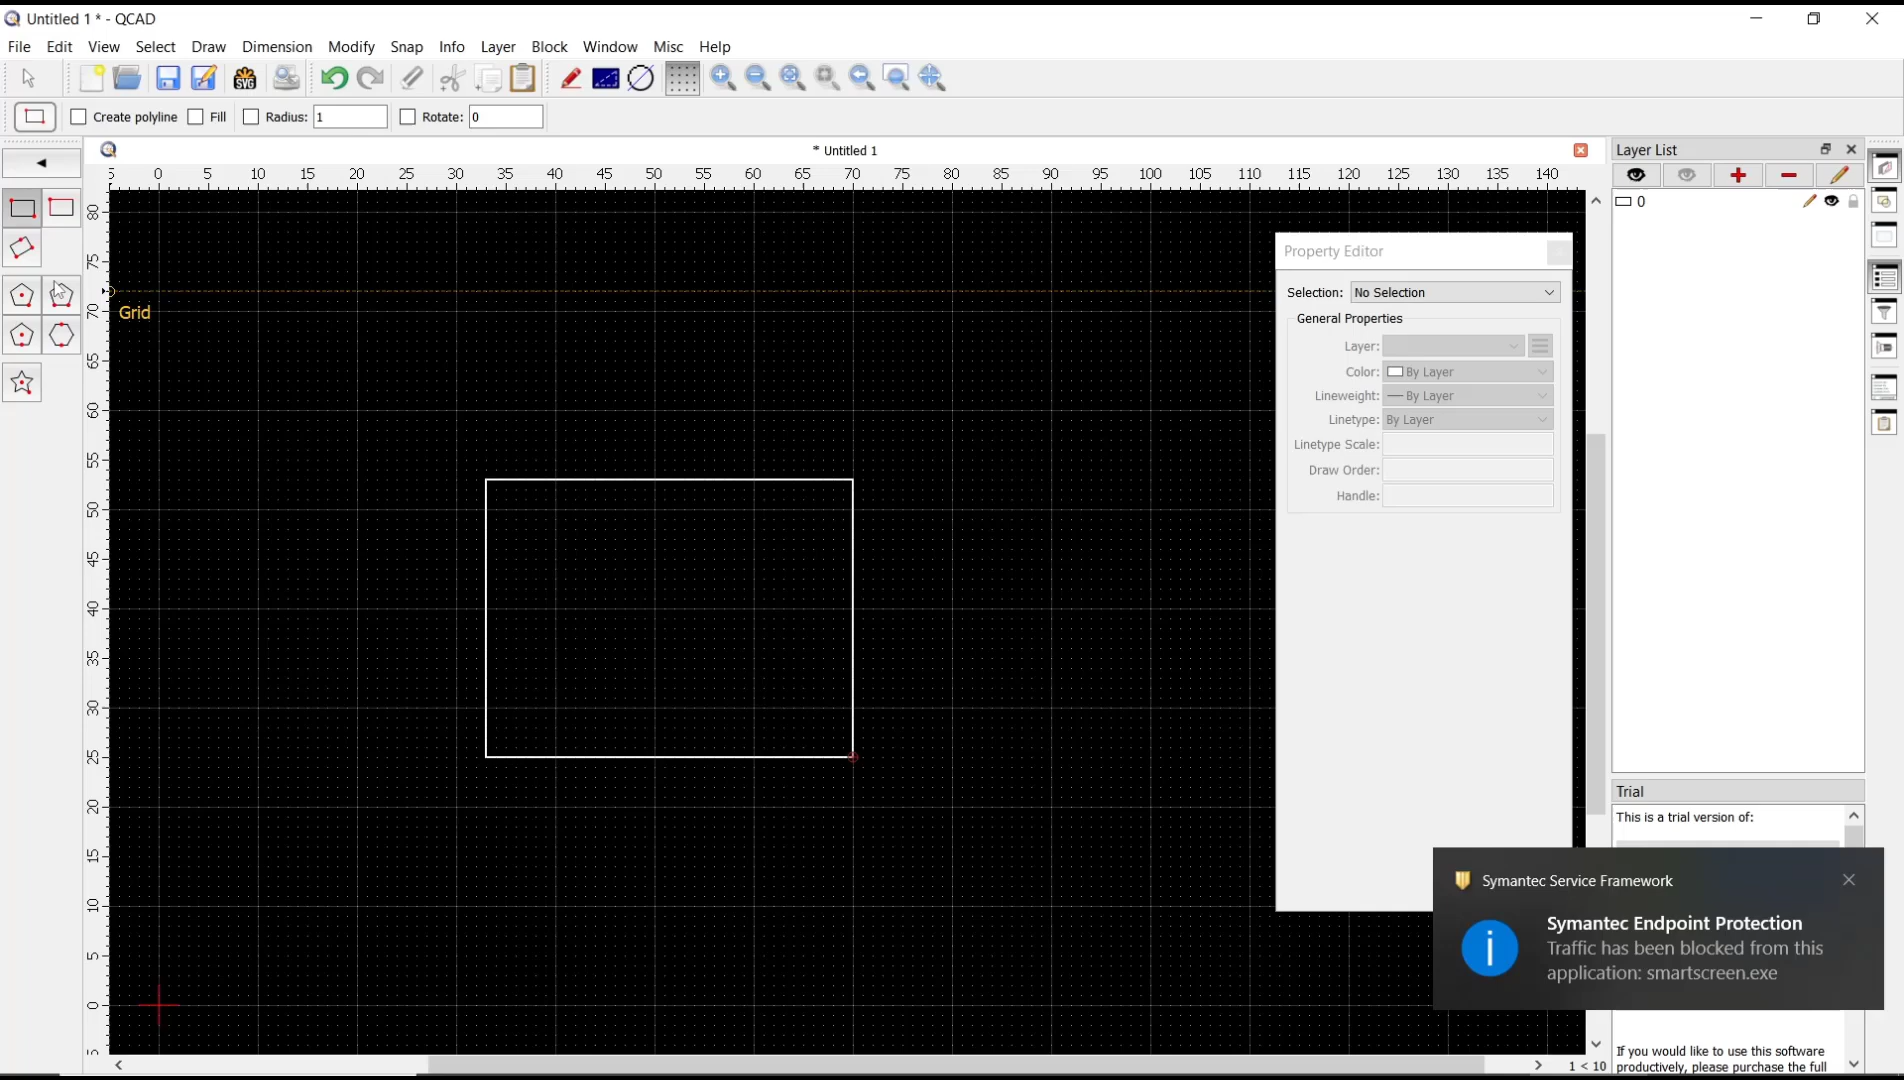 Untitled 1 * - QCAD
File Edit View Select Draw Dimension Modify Snap Info Layer Block Window Misc Help
SVG
Create polyline Fill Radius: 1 Rotate: 0
* Untitled 1
Layer List
5 0 5 10 15 20 25 30 35 40 45 50 55 60 65 70 75 80 85 90 95 100 105 110 115 120 125 130 135 140
0
80
75
70
65
60
55
50
45
40
35
30
25
20
15
10
5
0
5
Grid
Property Editor
Selection: No Selection
General Properties
Layer:
Color: By Layer
Lineweight: By Layer
Linetype: By Layer
Linetype Scale:
Draw Order:
Handle:
Trial
This is a trial version of:
Symantec Service Framework
Symantec Endpoint Protection
Traffic has been blocked from this
application: smartscreen.exe
If you would like to use this software
productively, please purchase the full
1 < 10